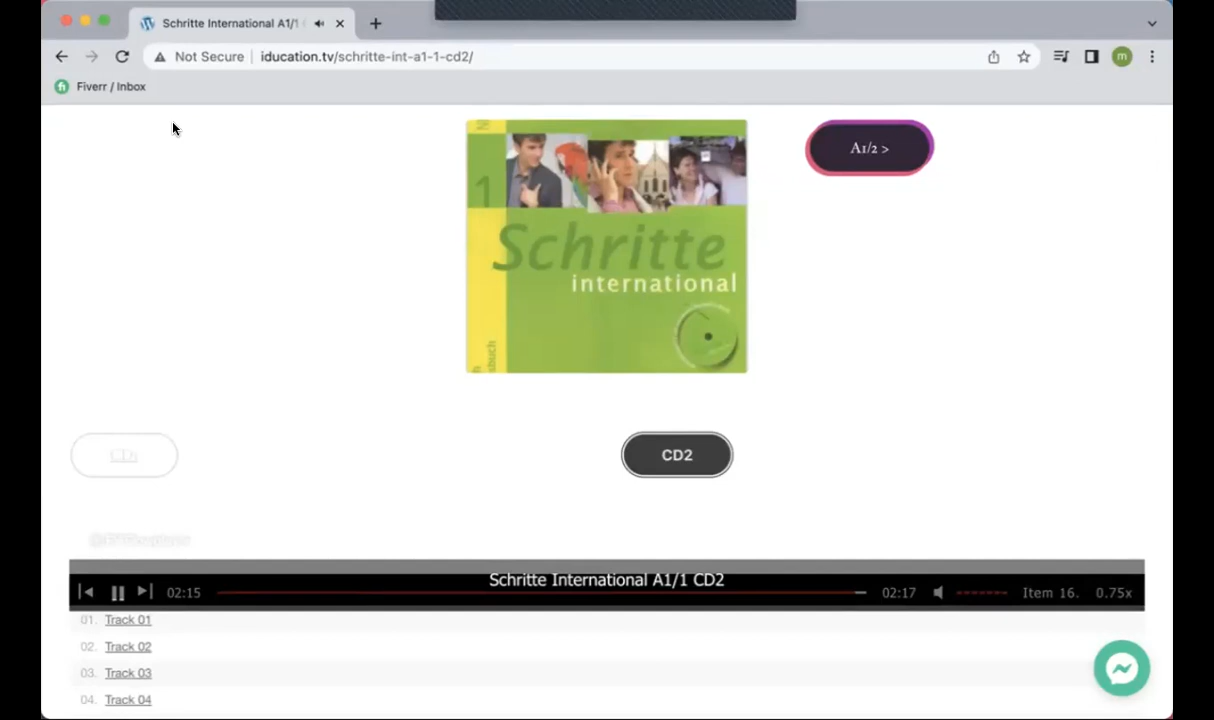 Schritte International A1/1
Not Secure
iducation.tv/schritte-int-a1-1-cd2/
m
Fiverr / Inbox
1
Schritte
international
A1/2 >
CD2
Schritte International A1/1 CD2
02:15
02:17
Item 16.
0.75x
01. Track 01
02. Track 02
03. Track 03
04. Track 04